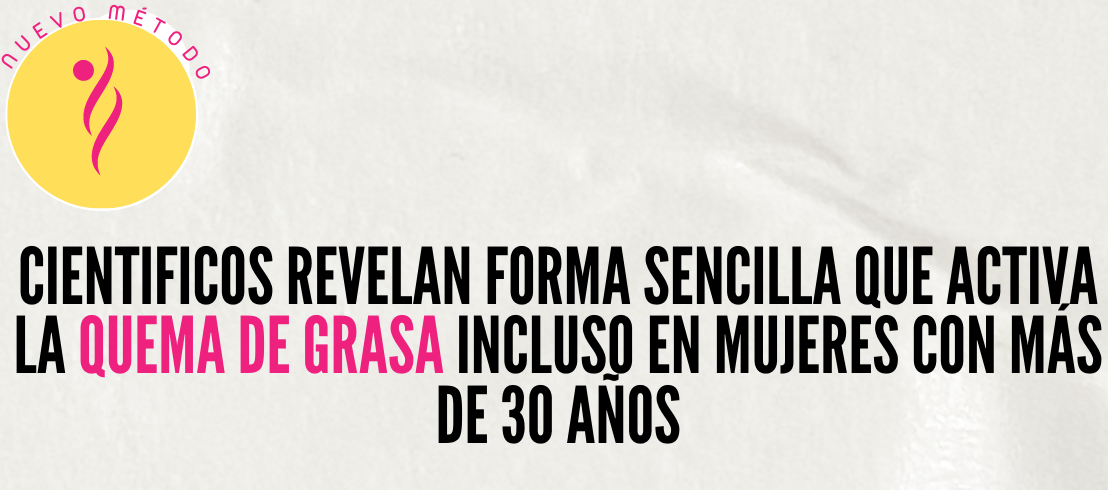 NUEVO MÉTODO
CIENTIFICOS REVELAN FORMA SENCILLA QUE ACTIVA
LA QUEMA DE GRASA INCLUSO EN MUJERES CON MÁS
DE 30 AÑOS